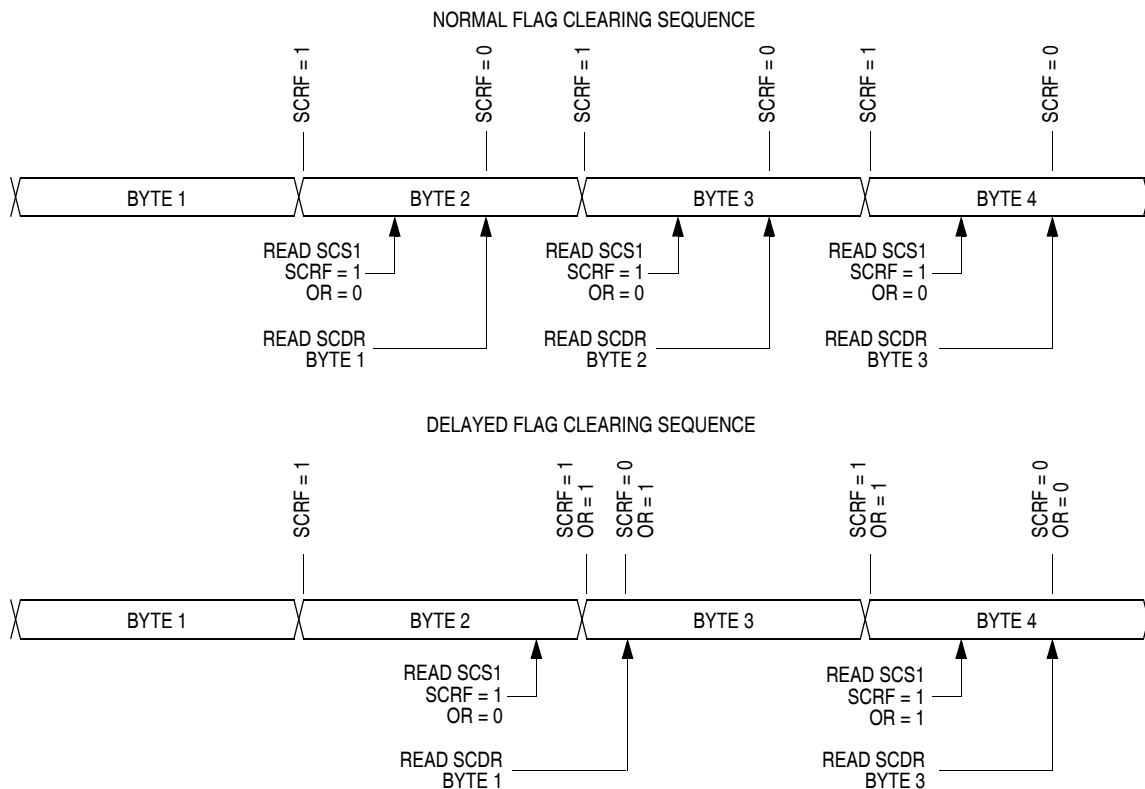 NORMAL FLAG CLEARING SEQUENCE
SCRF = 1
SCRF = 0
SCRF = 1
SCRF = 0
SCRF = 1
SCRF = 0
BYTE 1
BYTE 2
BYTE 3
BYTE 4
READ SCS1
SCRF = 1
OR = 0
READ SCS1
SCRF = 1
OR = 0
READ SCS1
SCRF = 1
OR = 0
READ SCDR
BYTE 1
READ SCDR
BYTE 2
READ SCDR
BYTE 3
DELAYED FLAG CLEARING SEQUENCE
SCRF = 1
SCRF = 1
OR = 1
SCRF = 0
OR = 1
SCRF = 1
OR = 1
SCRF = 0
OR = 0
BYTE 1
BYTE 2
BYTE 3
BYTE 4
READ SCS1
SCRF = 1
OR = 0
READ SCS1
SCRF = 1
OR = 1
READ SCDR
BYTE 1
READ SCDR
BYTE 3